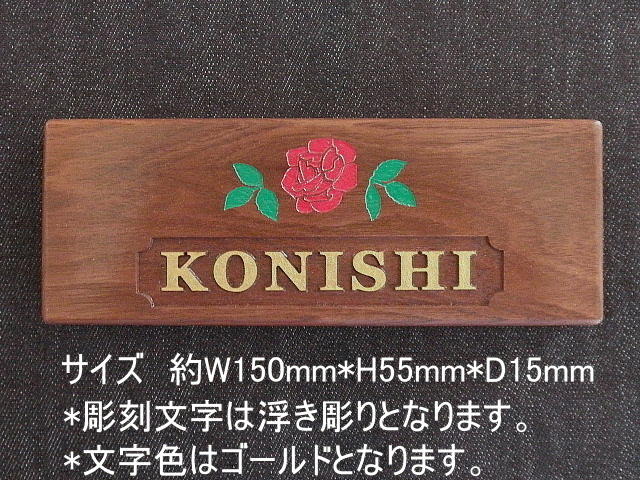 KONISHI
サイズ　約W150mm*H55mm*D15mm
*彫刻文字は浮き彫りとなります。
*文字色はゴールドとなります。